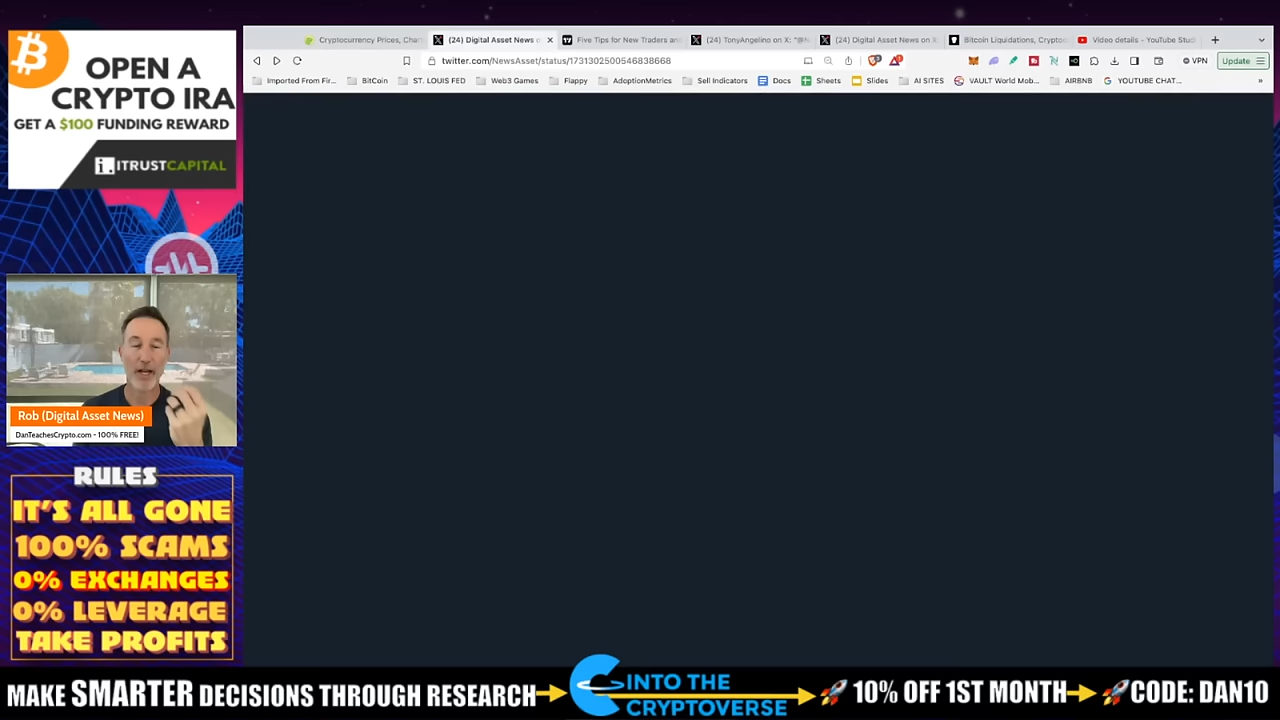 OPEN A
CRYPTO IRA
GET A $100 FUNDING REWARD
i. ITRUSTCAPITAL
Rob (Digital Asset News)
DanTeachesCrypto.com - 100% FREE!
RULES
IT'S ALL GONE
100% SCAMS
0% EXCHANGES
0% LEVERAGE
TAKE PROFITS
Cryptocurrency Prices, Char
(24) Digital Asset News o
Five Tips for New Traders an
(24) TonyAngelino on X: "@N
(24) Digital Asset News on X
Bitcoin Liquidations, Crypto
Video details - YouTube Stud
twitter.com/NewsAsset/status/1731302500546838668
VPN
Update
Imported From Fir...
BitCoin
ST. LOUIS FED
Web3 Games
Flappy
AdoptionMetrics
Sell Indicators
Docs
Sheets
Slides
AI SITES
VAULT World Mob...
AIRBNB
YOUTUBE CHAT...
»
MAKE SMARTER DECISIONS THROUGH RESEARCH
INTO THE
CRYPTOVERSE
10% OFF 1ST MONTH
CODE: DAN10